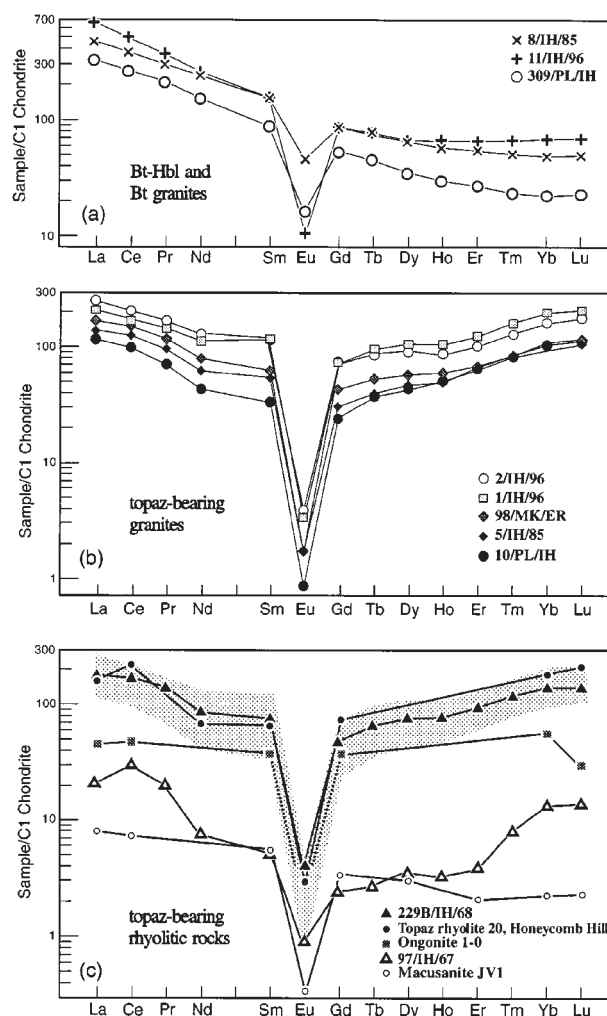 700
300
100
10
Sample/C1 Chondrite
8/IH/85
11/IH/96
309/PL/IH
Bt-Hbl and
Bt granites
(a)
La Ce Pr Nd Sm Eu Gd Tb Dy Ho Er Tm Yb Lu
300
100
10
1
Sample/C1 Chondrite
2/IH/96
1/IH/96
98/MK/ER
5/IH/85
10/PL/IH
topaz-bearing
granites
(b)
La Ce Pr Nd Sm Eu Gd Tb Dy Ho Er Tm Yb Lu
300
100
10
1
Sample/C1 Chondrite
229B/IH/68
Topaz rhyolite 20, Honeycomb Hill
Ongonite 1-0
97/IH/67
Macusanite JV1
topaz-bearing
rhyolitic rocks
(c)
La Ce Pr Nd Sm Eu Gd Tb Dy Ho Er Tm Yb Lu